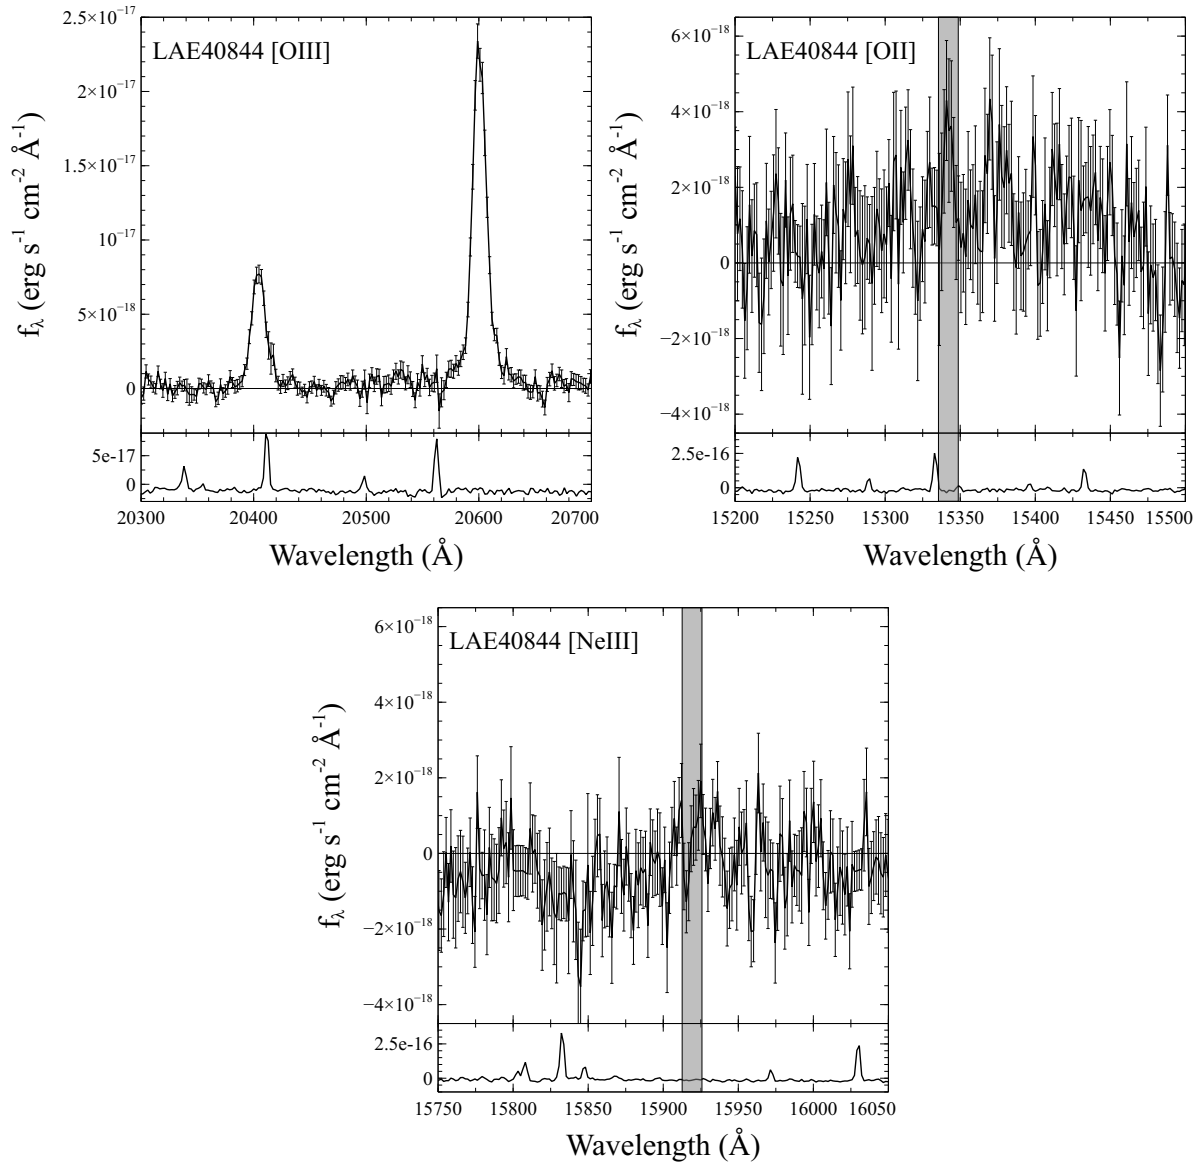 LAE40844 [OIII]
f_λ (erg s⁻¹ cm⁻² Å⁻¹)
2.5×10⁻¹⁷
2×10⁻¹⁷
1.5×10⁻¹⁷
1×10⁻¹⁷
5×10⁻¹⁸
0
5e-17
0
20300 20400 20500 20600 20700
Wavelength (Å)
LAE40844 [OII]
f_λ (erg s⁻¹ cm⁻² Å⁻¹)
6×10⁻¹⁸
4×10⁻¹⁸
2×10⁻¹⁸
0
−2×10⁻¹⁸
−4×10⁻¹⁸
2.5e-16
0
15200 15250 15300 15350 15400 15450 15500
Wavelength (Å)
LAE40844 [NeIII]
f_λ (erg s⁻¹ cm⁻² Å⁻¹)
6×10⁻¹⁸
4×10⁻¹⁸
2×10⁻¹⁸
0
−2×10⁻¹⁸
−4×10⁻¹⁸
2.5e-16
0
15750 15800 15850 15900 15950 16000 16050
Wavelength (Å)